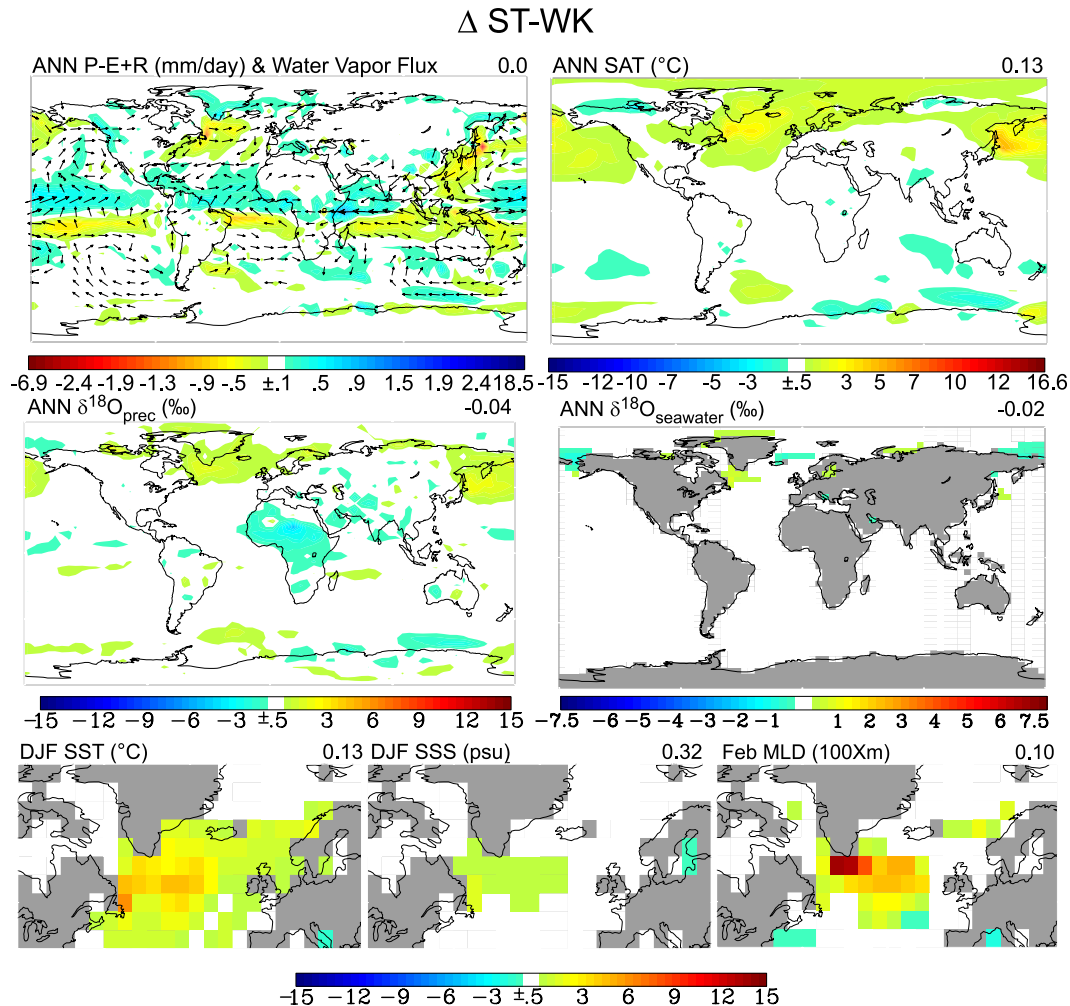 Δ ST-WK
ANN P-E+R (mm/day) & Water Vapor Flux 0.0
ANN SAT (°C) 0.13
-6.9 -2.4 -1.9 -.9 -.5 ±.1 .5 .9 1.9 2.4 18.5
-15 -12 -10 -7 -5 -3 ±.5 3 5 7 10 12 16.6
ANN δ18Oprec (‰) -0.04
ANN δ18Oseawater (‰) -0.02
-15 -12 -9 -6 -3 ±.5 3 6 9 12 15
-7.5 -6 -5 -4 -3 -2 -1 ±.5 1 2 3 4 5 6 7.5
DJF SST (°C) 0.13
DJF SSS (psu) 0.32
Feb MLD (100Xm) 0.10
-15 -12 -9 -6 -3 ±.5 3 6 9 12 15